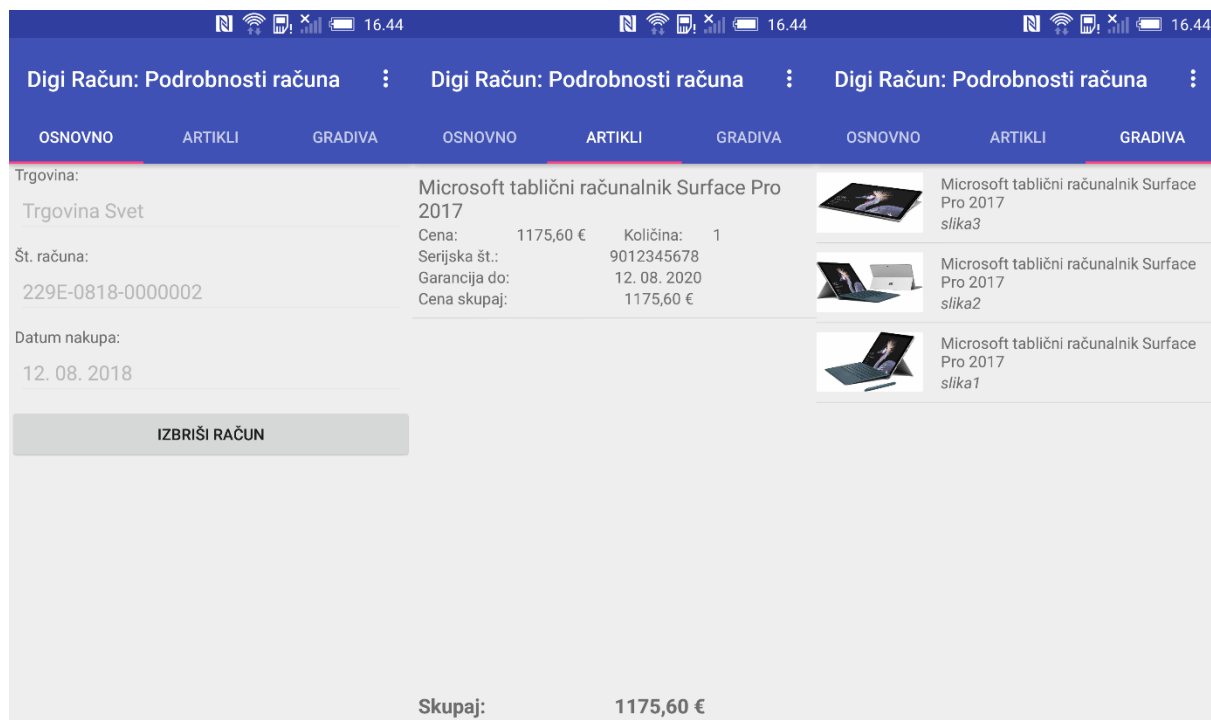 16.44
Digi Račun: Podrobnosti računa
OSNOVNO ARTIKLI GRADIVA
Trgovina:
Trgovina Svet
Št. računa:
229E-0818-0000002
Datum nakupa:
12. 08. 2018
IZBRIŠI RAČUN
16.44
Digi Račun: Podrobnosti računa
OSNOVNO ARTIKLI GRADIVA
Microsoft tablični računalnik Surface Pro
2017
Cena: 1175,60 € Količina: 1
Serijska št.: 9012345678
Garancija do: 12. 08. 2020
Cena skupaj: 1175,60 €
Skupaj: 1175,60 €
16.44
Digi Račun: Podrobnosti računa
OSNOVNO ARTIKLI GRADIVA
Microsoft tablični računalnik Surface
Pro 2017
slika3
Microsoft tablični računalnik Surface
Pro 2017
slika2
Microsoft tablični računalnik Surface
Pro 2017
slika1